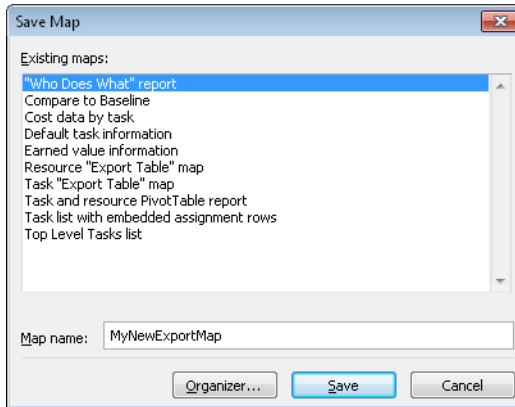 Save Map
Existing maps:
"Who Does What" report
Compare to Baseline
Cost data by task
Default task information
Earned value information
Resource "Export Table" map
Task "Export Table" map
Task and resource PivotTable report
Task list with embedded assignment rows
Top Level Tasks list
Map name: MyNewExportMap
Organizer... Save Cancel